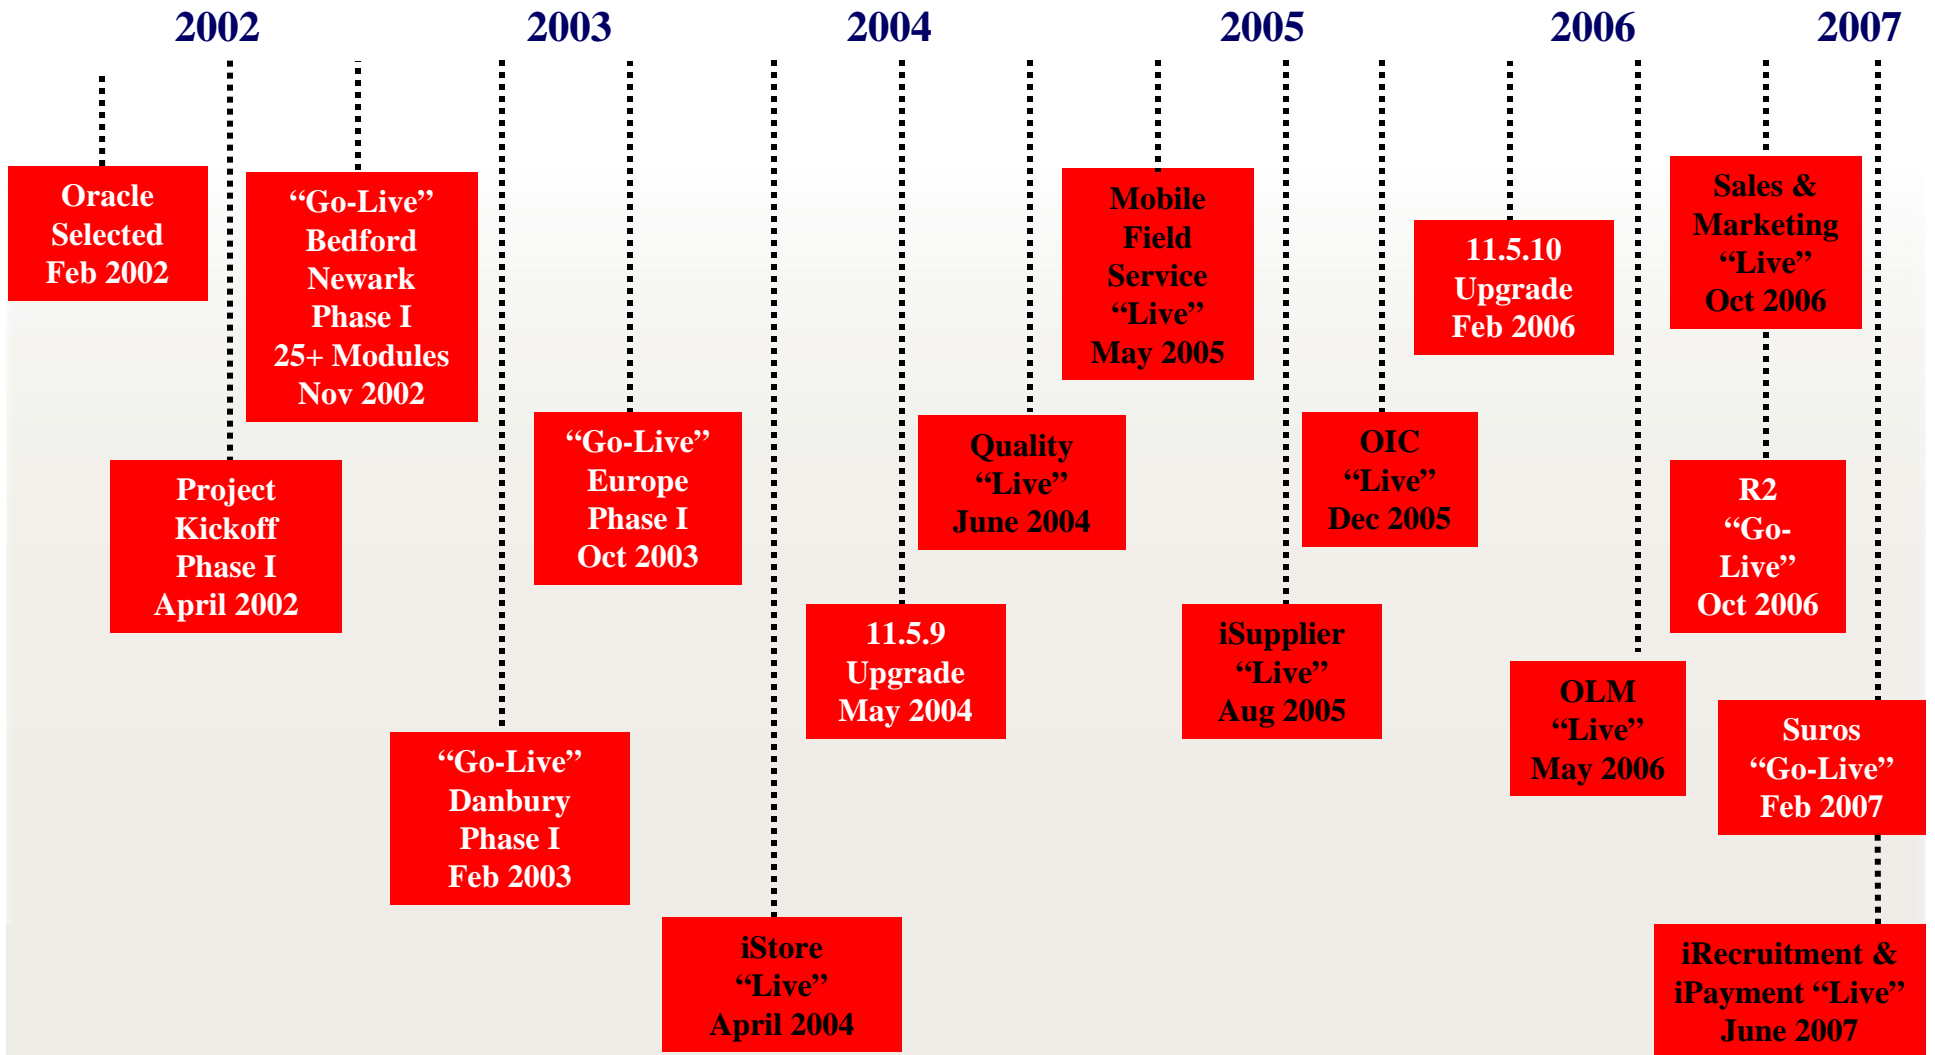 2002
2003
2004
2005
2006
2007
Oracle
Selected
Feb 2002
“Go-Live”
Bedford
Newark
Phase I
25+ Modules
Nov 2002
Project
Kickoff
Phase I
April 2002
“Go-Live”
Danbury
Phase I
Feb 2003
“Go-Live”
Europe
Phase I
Oct 2003
iStore
“Live”
April 2004
11.5.9
Upgrade
May 2004
Quality
“Live”
June 2004
Mobile
Field
Service
“Live”
May 2005
iSupplier
“Live”
Aug 2005
OIC
“Live”
Dec 2005
11.5.10
Upgrade
Feb 2006
OLM
“Live”
May 2006
Sales &
Marketing
“Live”
Oct 2006
R2
“Go-
Live”
Oct 2006
Suros
“Go-Live”
Feb 2007
iRecruitment &
iPayment “Live”
June 2007